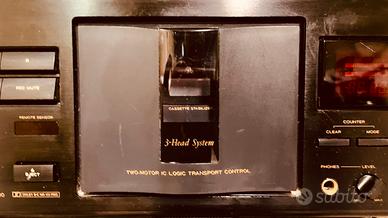 REC MUTE
REMOTE SENSOR
EJECT
CASSETTE STABILIZER
3-Head System
TWO-MOTOR IC LOGIC TRANSPORT CONTROL
COUNTER
CLEAR
MODE
PHONES
LEVEL
subito